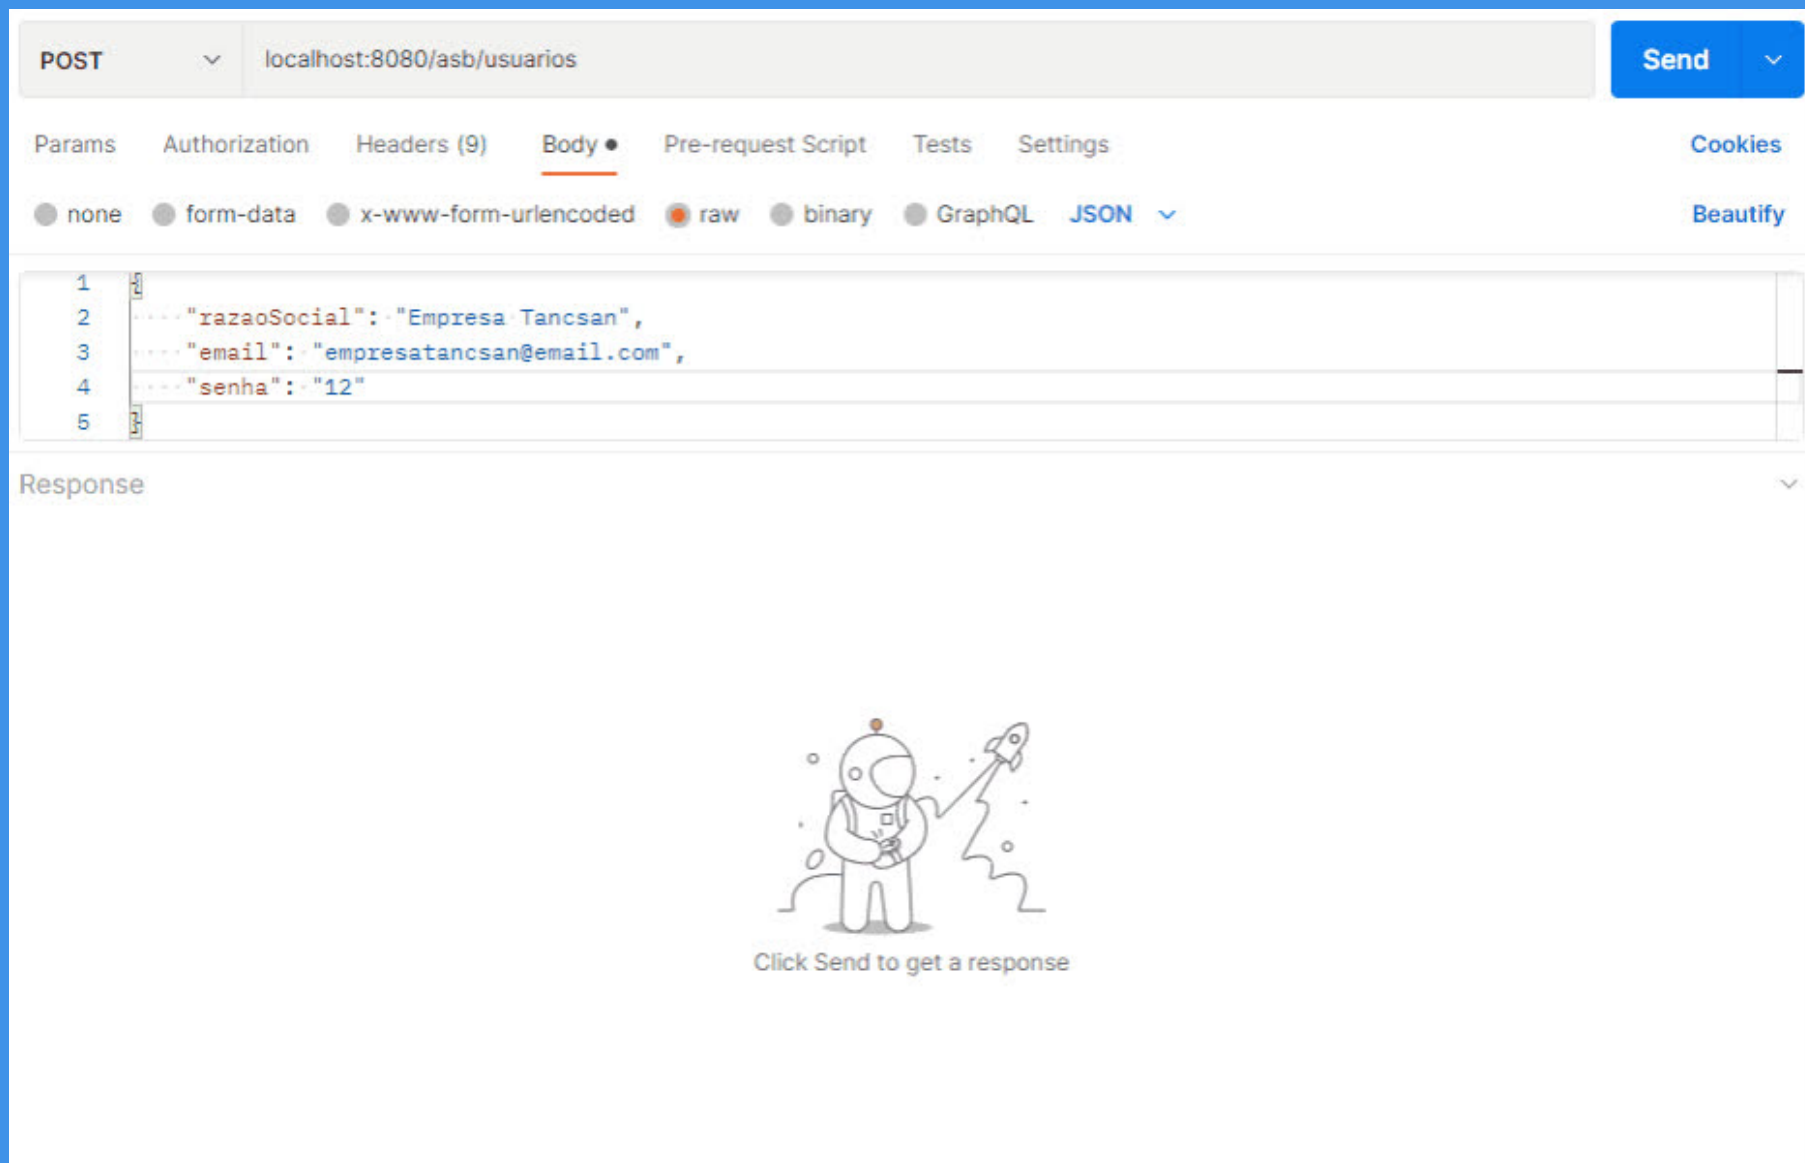 POST localhost:8080/asb/usuarios Send
Params Authorization Headers (9) Body Pre-request Script Tests Settings Cookies
none form-data x-www-form-urlencoded raw binary GraphQL JSON Beautify
1 {
2 "razaoSocial": "Empresa Tancsan",
3 "email": "empresatancsan@email.com",
4 "senha": "12"
5 }
Response
Click Send to get a response